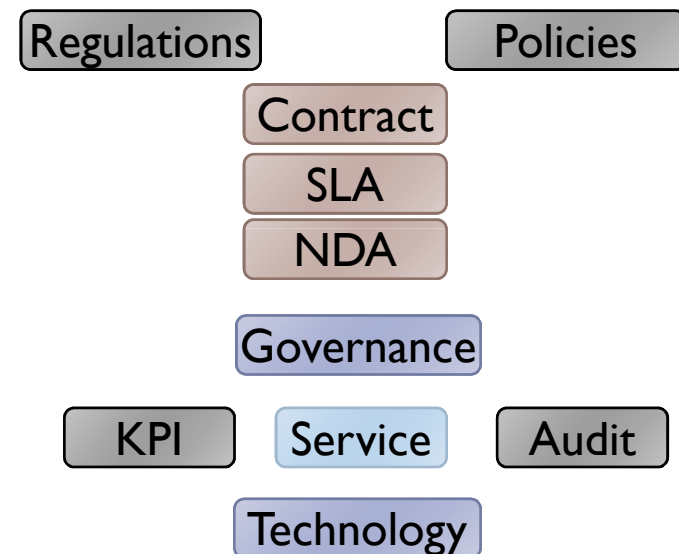 Regulations
Policies
Contract
SLA
NDA
Governance
KPI
Service
Audit
Technology